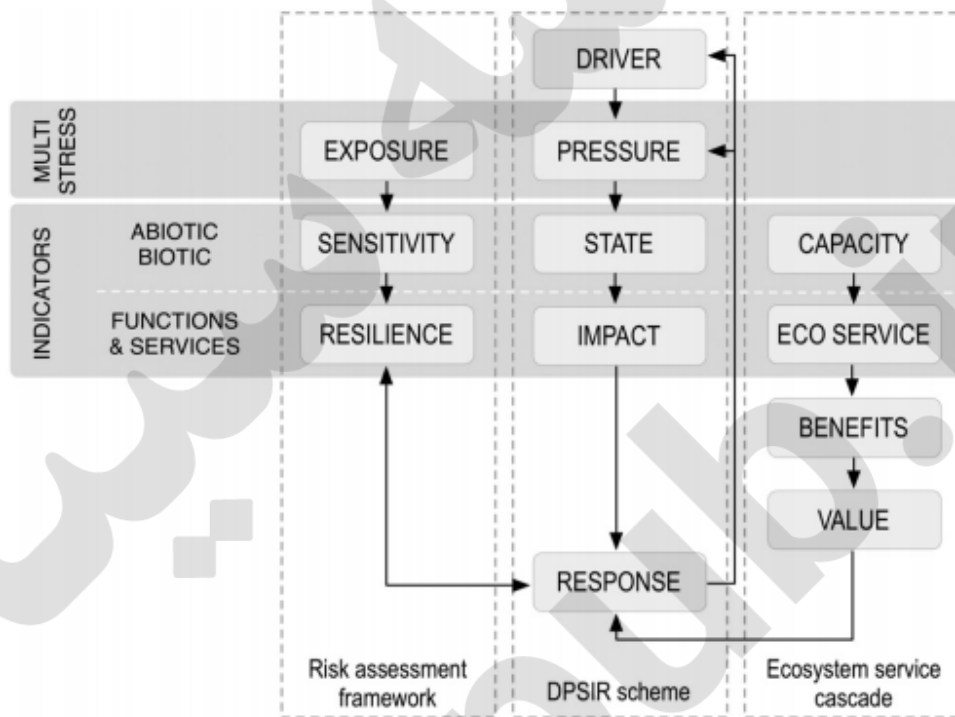 DRIVER
MULTI
STRESS
EXPOSURE
PRESSURE
INDICATORS
ABIOTIC
BIOTIC
SENSITIVITY
STATE
CAPACITY
FUNCTIONS
& SERVICES
RESILIENCE
IMPACT
ECO SERVICE
BENEFITS
VALUE
RESPONSE
Risk assessment
framework
DPSIR scheme
Ecosystem service
cascade